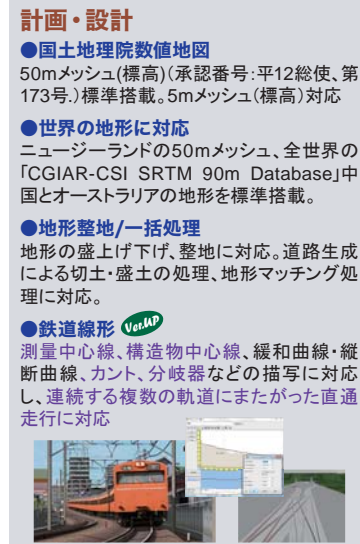 計画・設計
●国土地理院数値地図
50mメッシュ(標高)(承認番号:平12総使、第
173号.)標準搭載。5mメッシュ(標高)対応
●世界の地形に対応
ニュージーランドの50mメッシュ、全世界の
「CGIAR-CSI SRTM 90m Database」中
国とオーストラリアの地形を標準搭載。
●地形整地/一括処理
地形の盛上げ下げ、整地に対応。道路生成
による切土・盛土の処理、地形マッチング処
理に対応。
●鉄道線形 Ver.UP
測量中心線、構造物中心線、緩和曲線・縦
断曲線、カント、分岐器などの描写に対応
し、連続する複数の軌道にまたがった直通
走行に対応